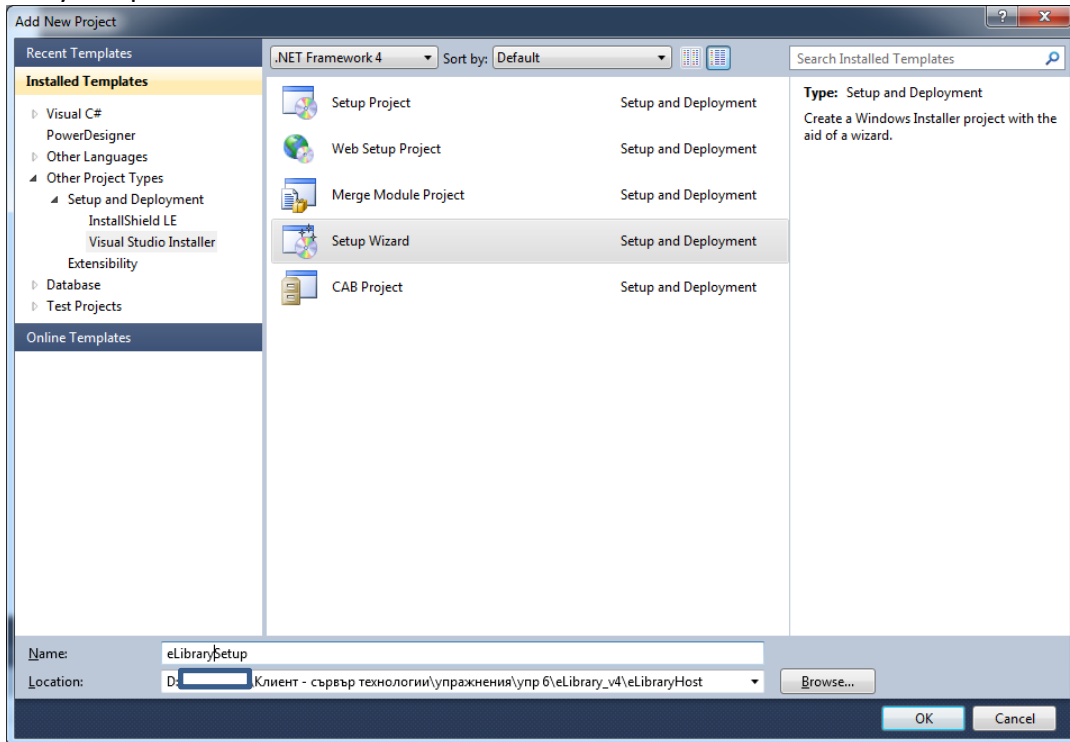 Add New Project
Recent Templates
Installed Templates
Visual C#
PowerDesigner
Other Languages
Other Project Types
Setup and Deployment
InstallShield LE
Visual Studio Installer
Extensibility
Database
Test Projects
Online Templates
.NET Framework 4 Sort by: Default
Setup Project Setup and Deployment
Web Setup Project Setup and Deployment
Merge Module Project Setup and Deployment
Setup Wizard Setup and Deployment
CAB Project Setup and Deployment
Search Installed Templates
Type: Setup and Deployment
Create a Windows Installer project with the
aid of a wizard.
Name: eLibrarySetup
Location: D: Клиент - сървър технологии\упражнения\упр 6\eLibrary_v4\eLibraryHost Browse...
OK Cancel